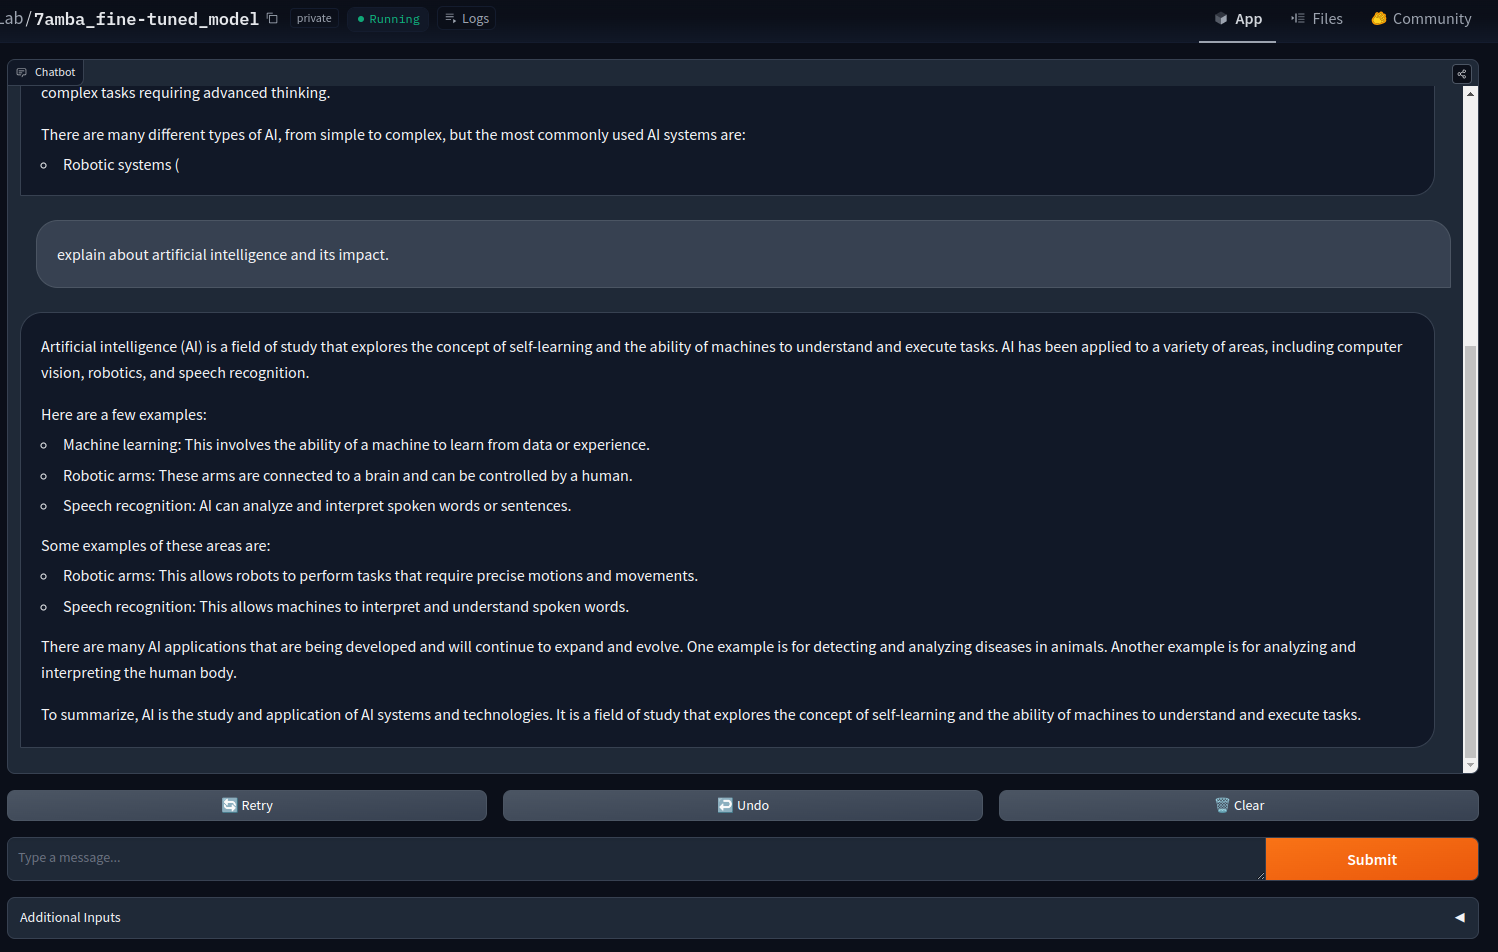 Lab/7amba_fine-tuned_model private Running Logs App Files Community
Chatbot
complex tasks requiring advanced thinking.
There are many different types of AI, from simple to complex, but the most commonly used AI systems are:
Robotic systems (
explain about artificial intelligence and its impact.
Artificial intelligence (AI) is a field of study that explores the concept of self-learning and the ability of machines to understand and execute tasks. AI has been applied to a variety of areas, including computer
vision, robotics, and speech recognition.
Here are a few examples:
Machine learning: This involves the ability of a machine to learn from data or experience.
Robotic arms: These arms are connected to a brain and can be controlled by a human.
Speech recognition: AI can analyze and interpret spoken words or sentences.
Some examples of these areas are:
Robotic arms: This allows robots to perform tasks that require precise motions and movements.
Speech recognition: This allows machines to interpret and understand spoken words.
There are many AI applications that are being developed and will continue to expand and evolve. One example is for detecting and analyzing diseases in animals. Another example is for analyzing and
interpreting the human body.
To summarize, AI is the study and application of AI systems and technologies. It is a field of study that explores the concept of self-learning and the ability of machines to understand and execute tasks.
Retry Undo Clear
Type a message...
Submit
Additional Inputs